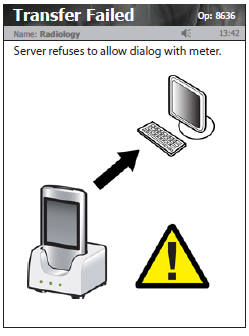 Transfer Failed Op: 8636
Name: Radiology 13:42
Server refuses to allow dialog with meter.